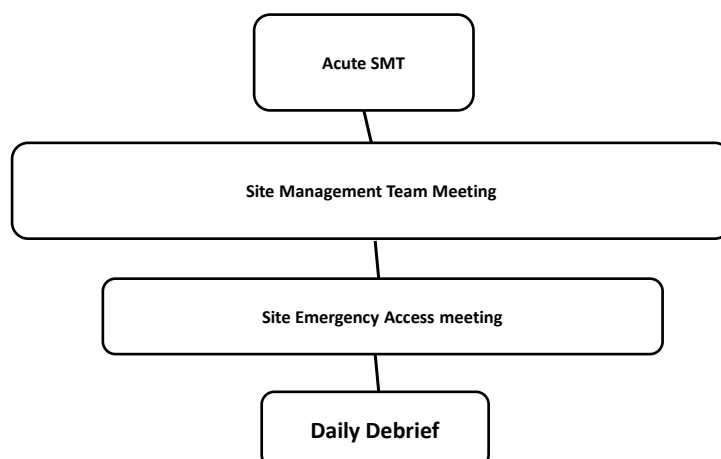 Acute SMT
Site Management Team Meeting
Site Emergency Access meeting
Daily Debrief